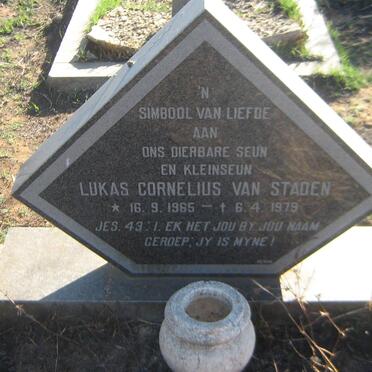 'N
SIMBOOL VAN LIEFDE
AAN
ONS DIERBARE SEUN
EN KLEINSEUN
LUKAS CORNELIUS VAN STADEN
* 16.9.1965 — † 6.4.1979
JES. 43:1. EK HET JOU BY JOU NAAM
GEROEP; JY IS MYNE!